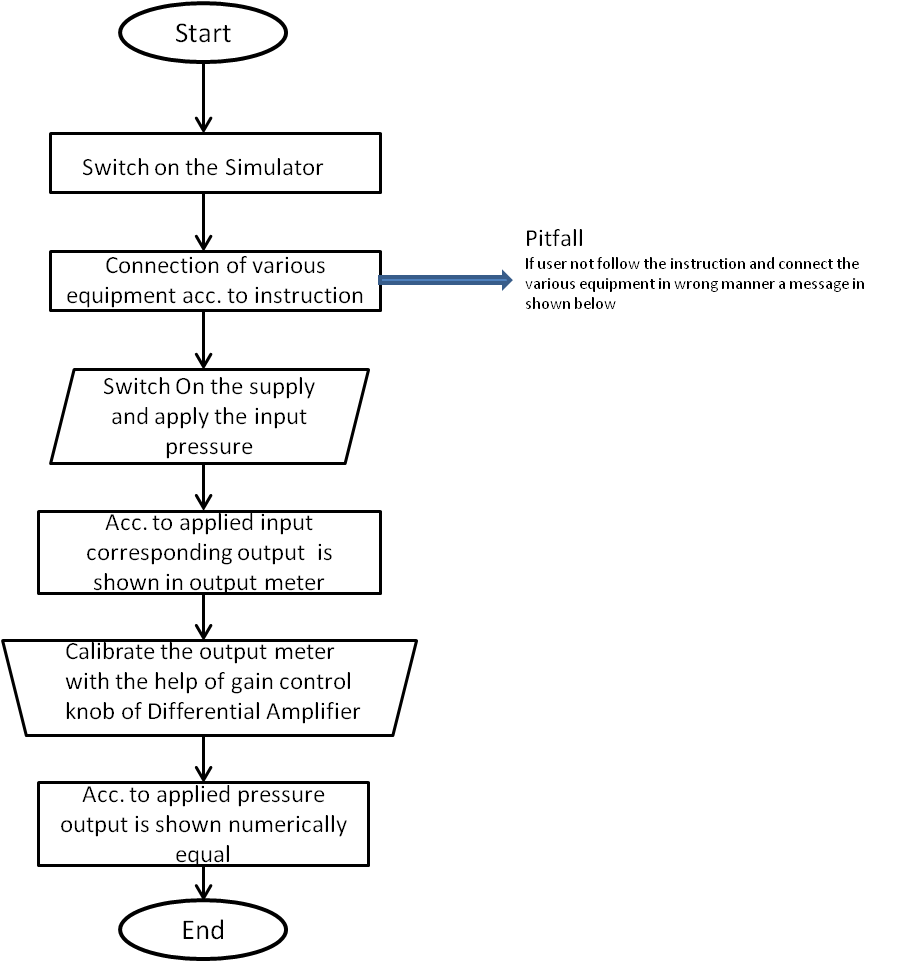 Start
Switch on the Simulator
Connection of various
equipment acc. to instruction
Pitfall
If user not follow the instruction and connect the
various equipment in wrong manner a message in
shown below
Switch On the supply
and apply the input
pressure
Acc. to applied input
corresponding output is
shown in output meter
Calibrate the output meter
with the help of gain control
knob of Differential Amplifier
Acc. to applied pressure
output is shown numerically
equal
End